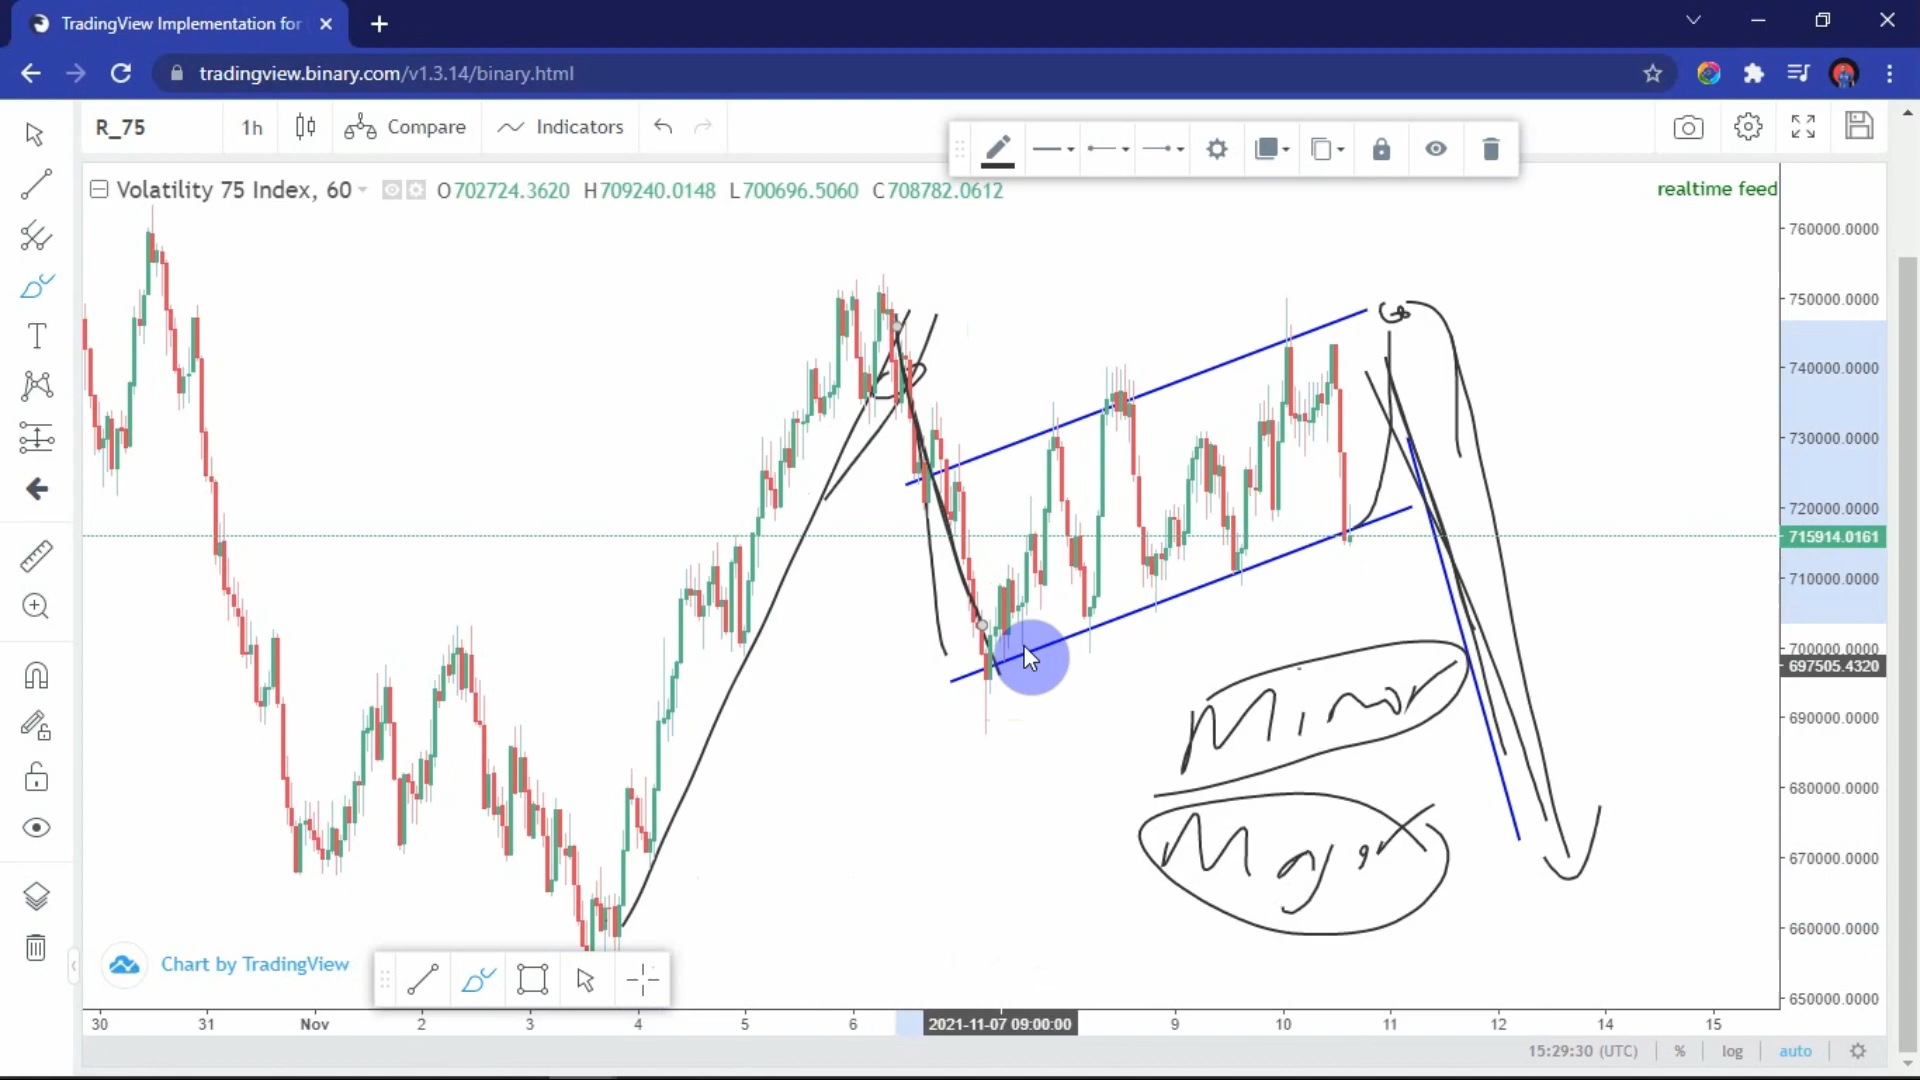 TradingView Implementation for
tradingview.binary.com/v1.3.14/binary.html
R_75 1h Compare Indicators
Volatility 75 Index, 60 O702724.3620 H709240.0148 L700696.5060 C708782.0612
realtime feed
760000.0000
750000.0000
740000.0000
730000.0000
720000.0000
715914.0161
710000.0000
700000.0000
697505.4320
690000.0000
680000.0000
670000.0000
660000.0000
650000.0000
Minor
Major
Chart by TradingView
30 31 Nov 2 3 4 5 6 2021-11-07 09:00:00 9 10 11 12 14 15
15:29:30 (UTC) % log auto